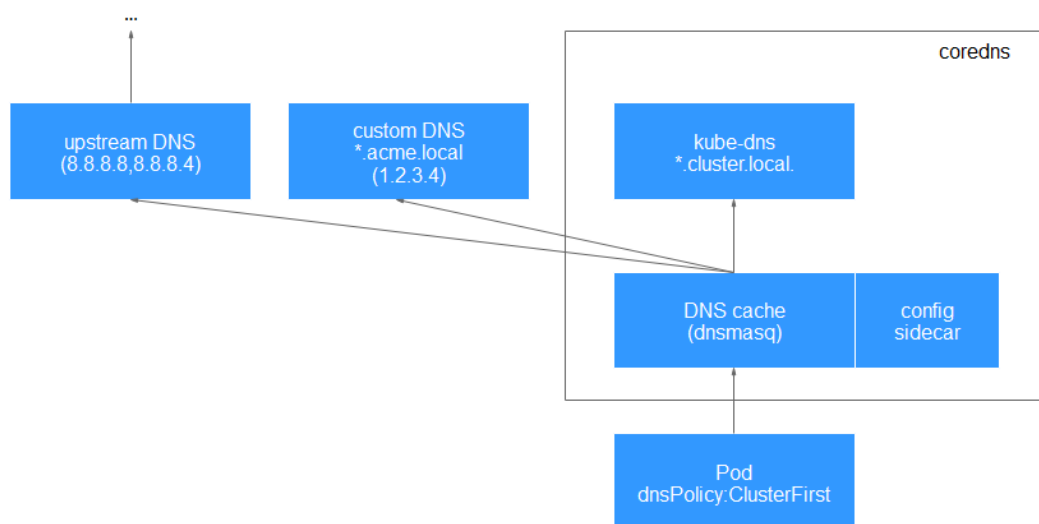 ...
coredns
upstream DNS
(8.8.8.8,8.8.8.4)
custom DNS
*.acme.local
(1.2.3.4)
kube-dns
*.cluster.local.
DNS cache
(dnsmasq)
config
sidecar
Pod
dnsPolicy:ClusterFirst